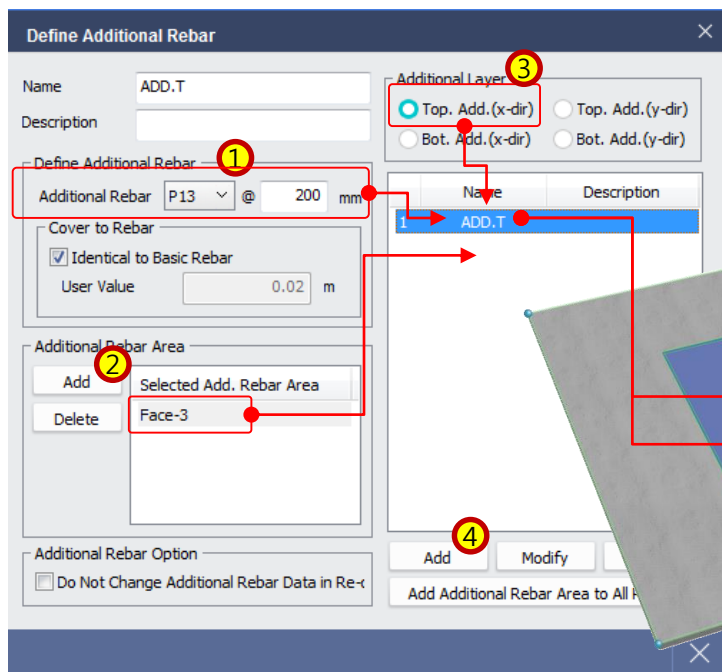 Define Additional Rebar
Name
ADD.T
Description
Define Additional Rebar
1
Additional Rebar P13 @ 200 mm
Cover to Rebar
Identical to Basic Rebar
User Value 0.02 m
Additional Rebar Area
2
Add
Delete
Selected Add. Rebar Area
Face-3
Additional Rebar Option
Do Not Change Additional Rebar Data in Re-c
Additional Layer
3
Top. Add.(x-dir) Top. Add.(y-dir)
Bot. Add.(x-dir) Bot. Add.(y-dir)
Name Description
1 ADD.T
4
Add Modify
Add Additional Rebar Area to All